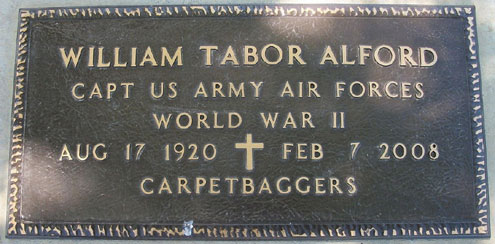 WILLIAM TABOR ALFORD
CAPT US ARMY AIR FORCES
WORLD WAR II
AUG 17 1920 ✝ FEB 7 2008
CARPETBAGGERS